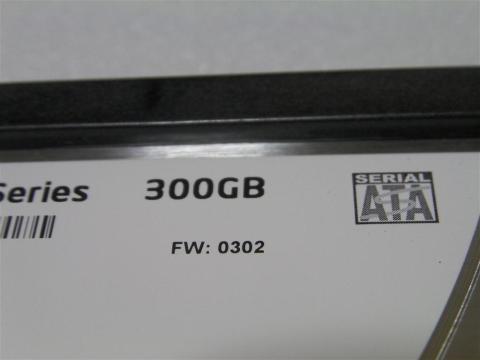 Series 300GB
SERIAL
ATA
FW: 0302